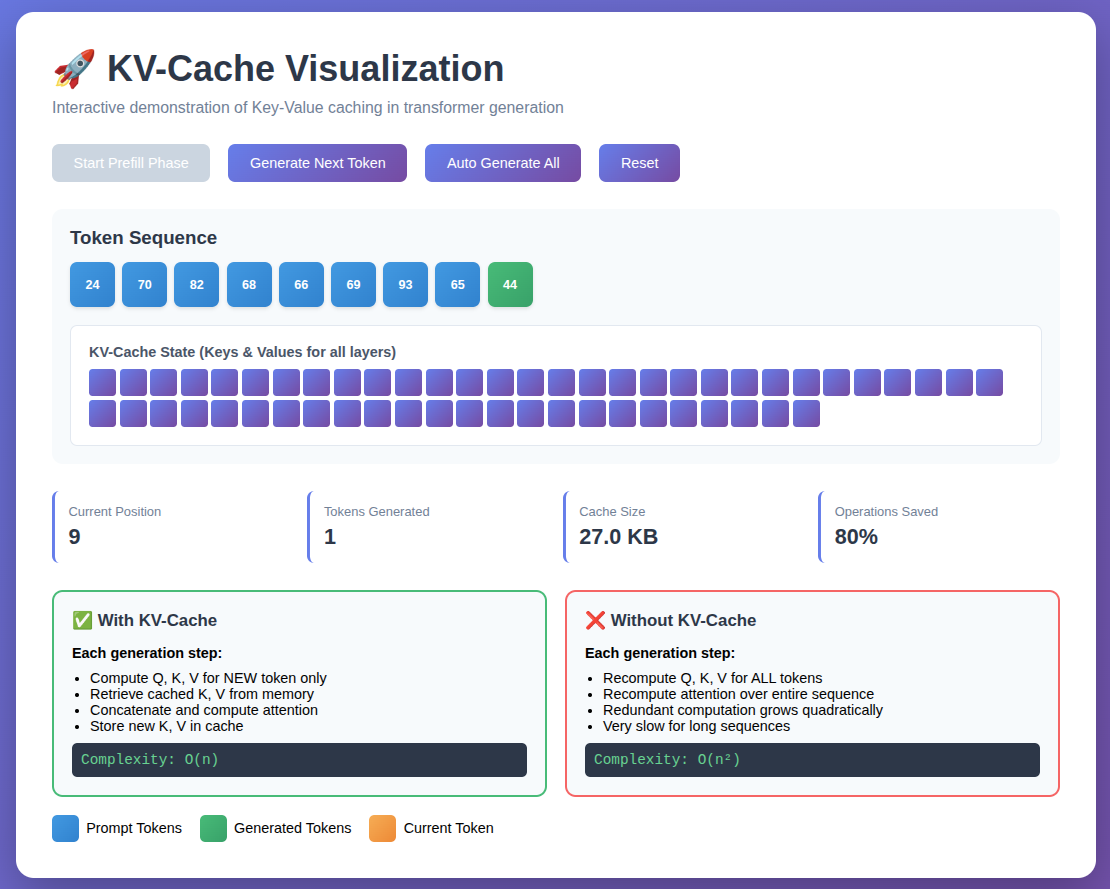 🚀 KV-Cache Visualization
Interactive demonstration of Key-Value caching in transformer generation
Start Prefill Phase Generate Next Token Auto Generate All Reset
Token Sequence
24 70 82 68 66 69 93 65 44
KV-Cache State (Keys & Values for all layers)
Current Position Tokens Generated Cache Size Operations Saved
9 1 27.0 KB 80%
✅ With KV-Cache
Each generation step:
• Compute Q, K, V for NEW token only
• Retrieve cached K, V from memory
• Concatenate and compute attention
• Store new K, V in cache
Complexity: O(n)
❌ Without KV-Cache
Each generation step:
• Recompute Q, K, V for ALL tokens
• Recompute attention over entire sequence
• Redundant computation grows quadratically
• Very slow for long sequences
Complexity: O(n²)
Prompt Tokens Generated Tokens Current Token